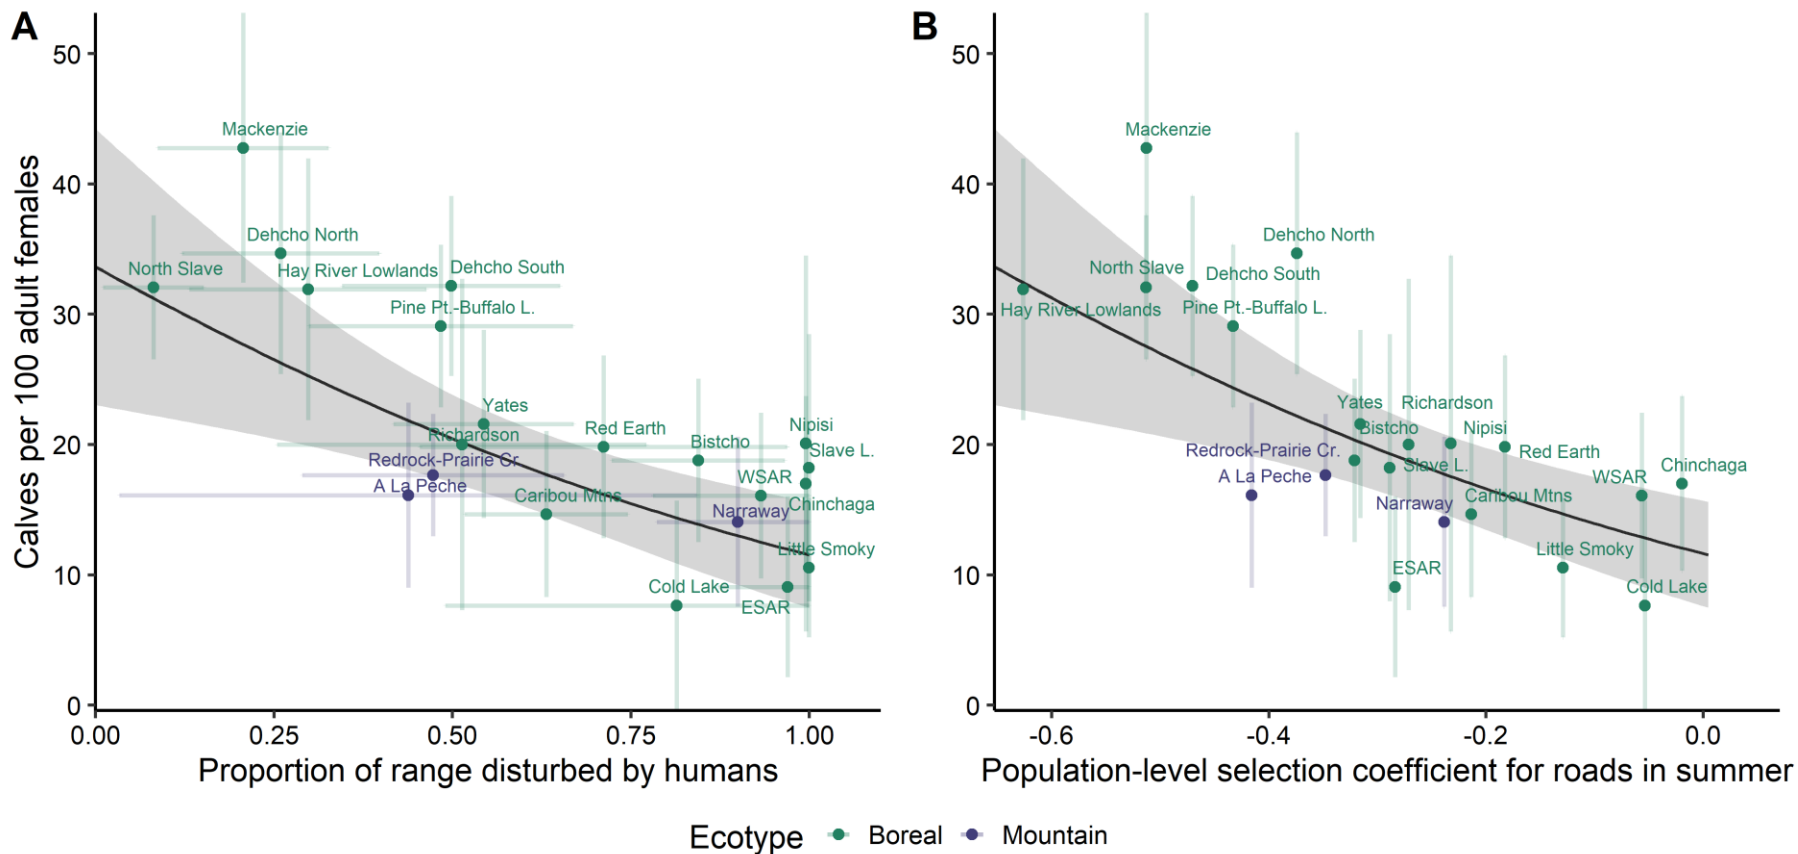 A
B
Calves per 100 adult females
50
40
30
20
10
0
Mackenzie
Dehcho North
North Slave
Hay River Lowlands
Dehcho South
Pine Pt.-Buffalo L.
Yates
Richardson
Redrock-Prairie Cr.
A La Peche
Caribou Mtns
Red Earth
Bistcho
Nipisi
Slave L.
WSAR
Chinchaga
Narraway
Little Smoky
Cold Lake
ESAR
0.00
0.25
0.50
0.75
1.00
Proportion of range disturbed by humans
50
40
30
20
10
0
Mackenzie
Dehcho North
North Slave
Dehcho South
Hay River Lowlands
Pine Pt.-Buffalo L.
Yates
Richardson
Bistcho
Nipisi
Redrock-Prairie Cr.
Slave L.
Red Earth
A La Peche
WSAR
Chinchaga
Narraway
Caribou Mtns
ESAR
Little Smoky
Cold Lake
-0.6
-0.4
-0.2
0.0
Population-level selection coefficient for roads in summer
Ecotype
Boreal
Mountain